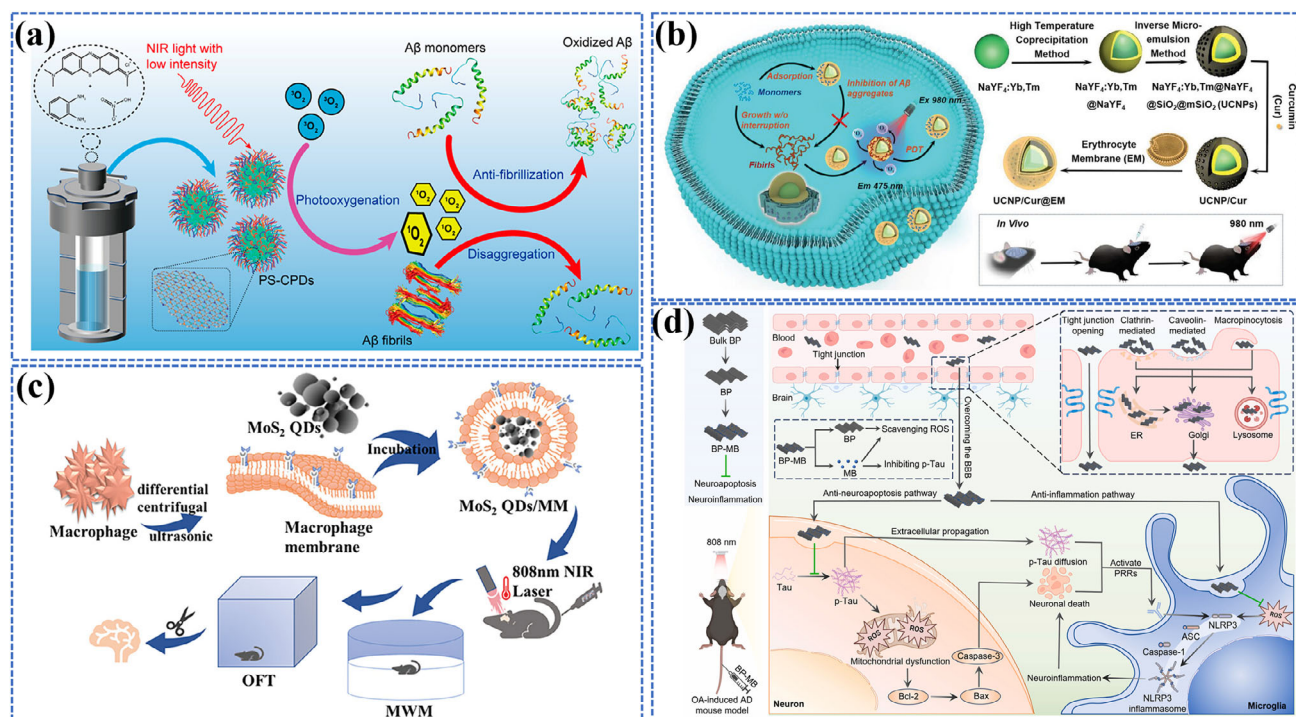 (a)
NIR light with
low intensity
³O₂
³O₂
³O₂
Aβ monomers
Oxidized Aβ
Anti-fibrillization
Photooxygenation
¹O₂
¹O₂
¹O₂
¹O₂
Disaggregation
PS-CPDs
Aβ fibrils
(b)
Adsorption
Monomers
Inhibition of Aβ
aggregates
Ex 980 nm
Growth w/o
interruption
PDT
Fibirls
Em 475 nm
High Temperature
Coprecipitation
Method
Inverse Micro-
emulsion
Method
NaYF₄:Yb,Tm
NaYF₄:Yb,Tm
@NaYF₄
NaYF₄:Yb,Tm@NaYF₄
@SiO₂@mSiO₂ (UCNPs)
Curcumin
(Cur)
Erythrocyte
Membrane (EM)
UCNP/Cur@EM
UCNP/Cur
In Vivo
980 nm
(c)
MoS₂ QDs
Incubation
Macrophage
differential
centrifugal
ultrasonic
Macrophage
membrane
MoS₂ QDs/MM
808nm NIR
Laser
OFT
MWM
(d)
Bulk BP
BP
BP-MB
Neuroapoptosis
Neuroinflammation
Blood
Tight junction
Brain
Overcoming the BBB
BP-MB
BP
MB
Scavenging ROS
Inhibiting p-Tau
Tight junction
opening
Clathrin-
mediated
Caveolin-
mediated
Macropinocytosis
ER
Golgi
Lysosome
Anti-neuroapoptosis pathway
Anti-inflammation pathway
808 nm
BP-MB
OA-induced AD
mouse model
Extracellular propagation
Tau
p-Tau
p-Tau diffusion
Neuronal death
Activate
PRRs
ROS
ROS
Mitochondrial dysfunction
Bcl-2
Bax
Caspase-3
Neuroinflammation
NLRP3
ROS
ASC
Caspase-1
NLRP3
inflammasome
Neuron
Microglia